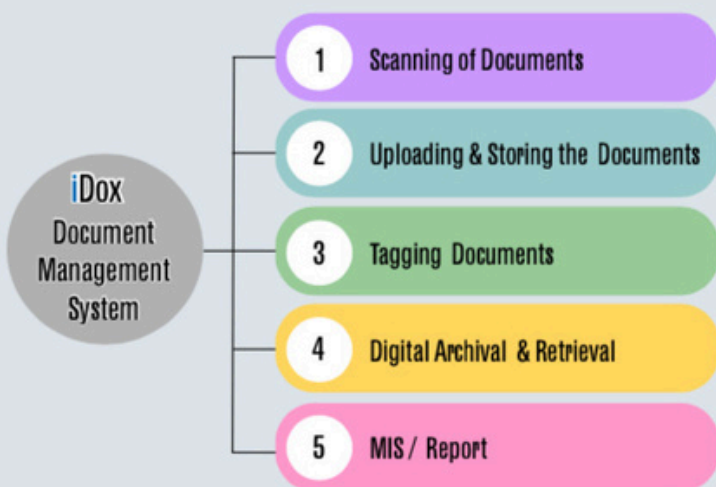 iDox
Document
Management
System
1 Scanning of Documents
2 Uploading & Storing the Documents
3 Tagging Documents
4 Digital Archival & Retrieval
5 MIS / Report